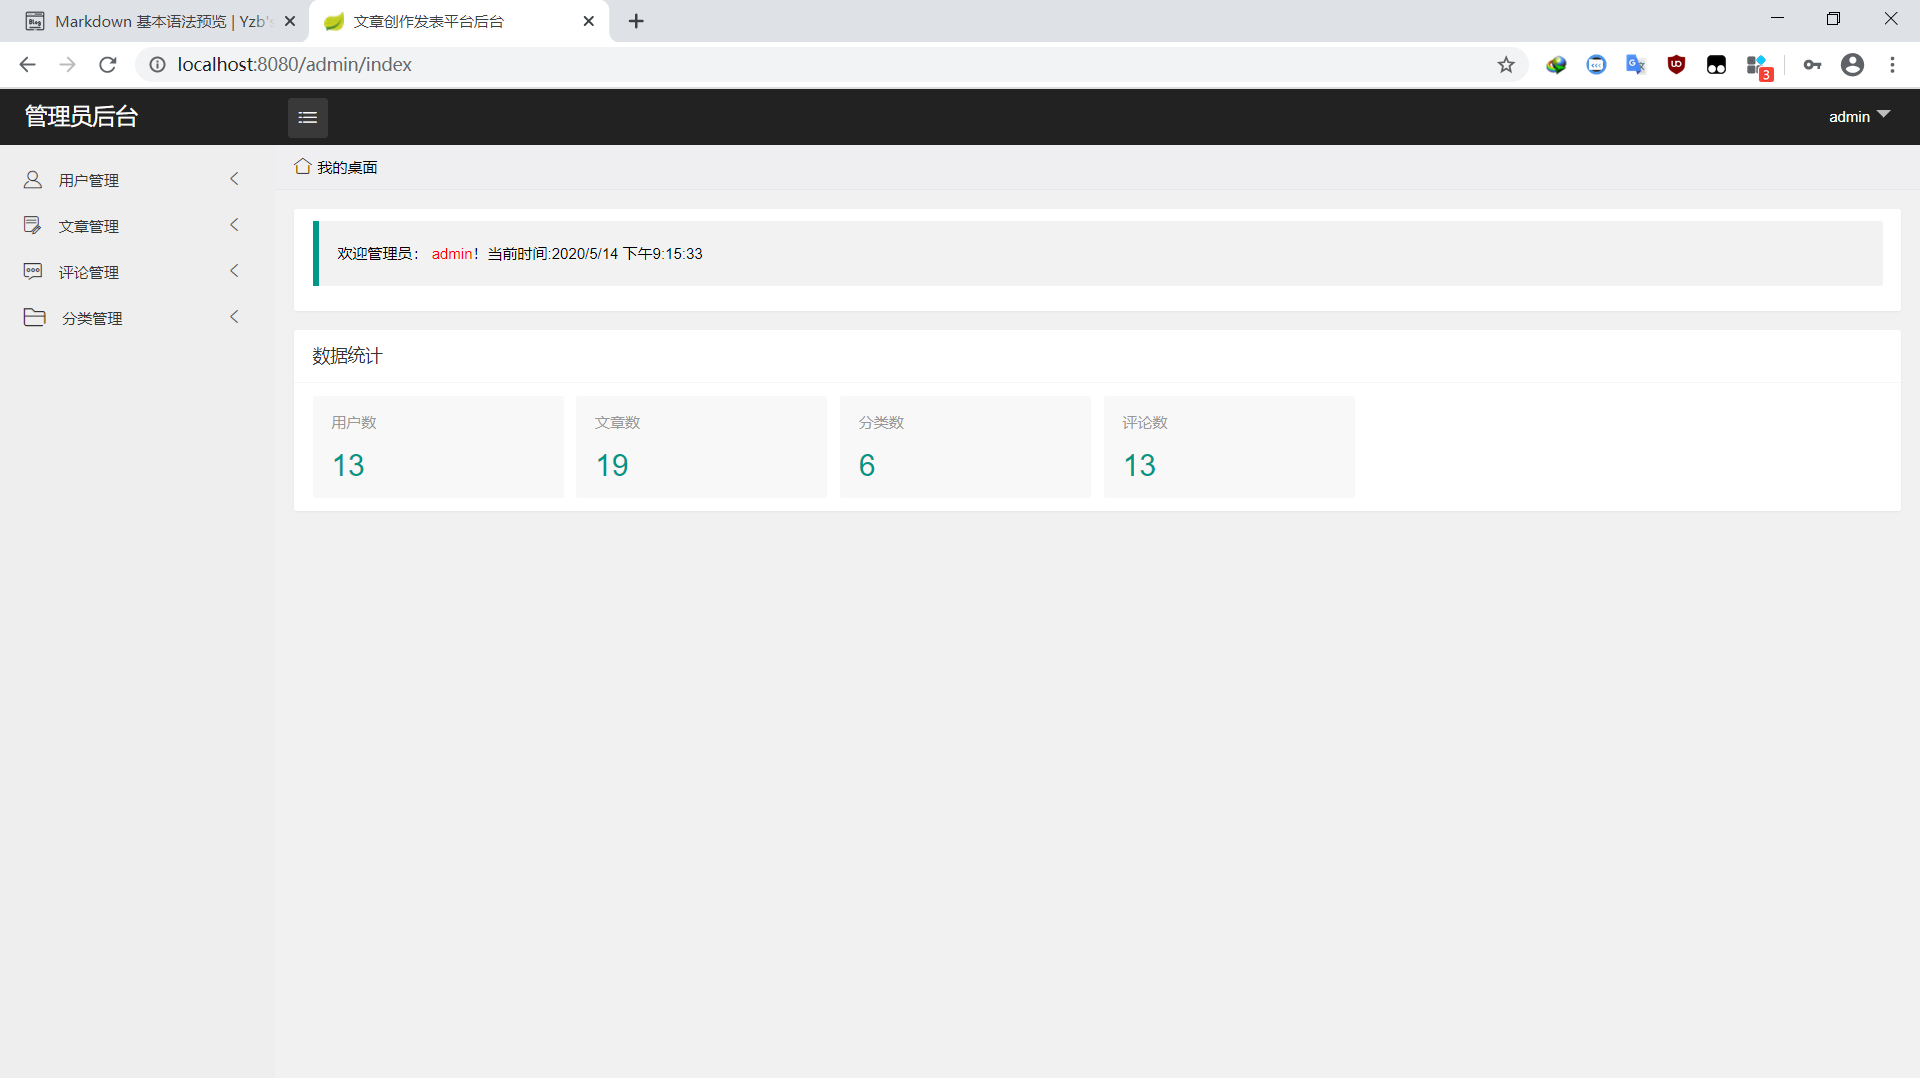 Markdown 基本语法预览 | Yzb's
文章创作发表平台后台
localhost:8080/admin/index
3
管理员后台
admin
用户管理
文章管理
评论管理
分类管理
我的桌面
欢迎管理员： admin！当前时间:2020/5/14 下午9:15:33
数据统计
用户数
13
文章数
19
分类数
6
评论数
13